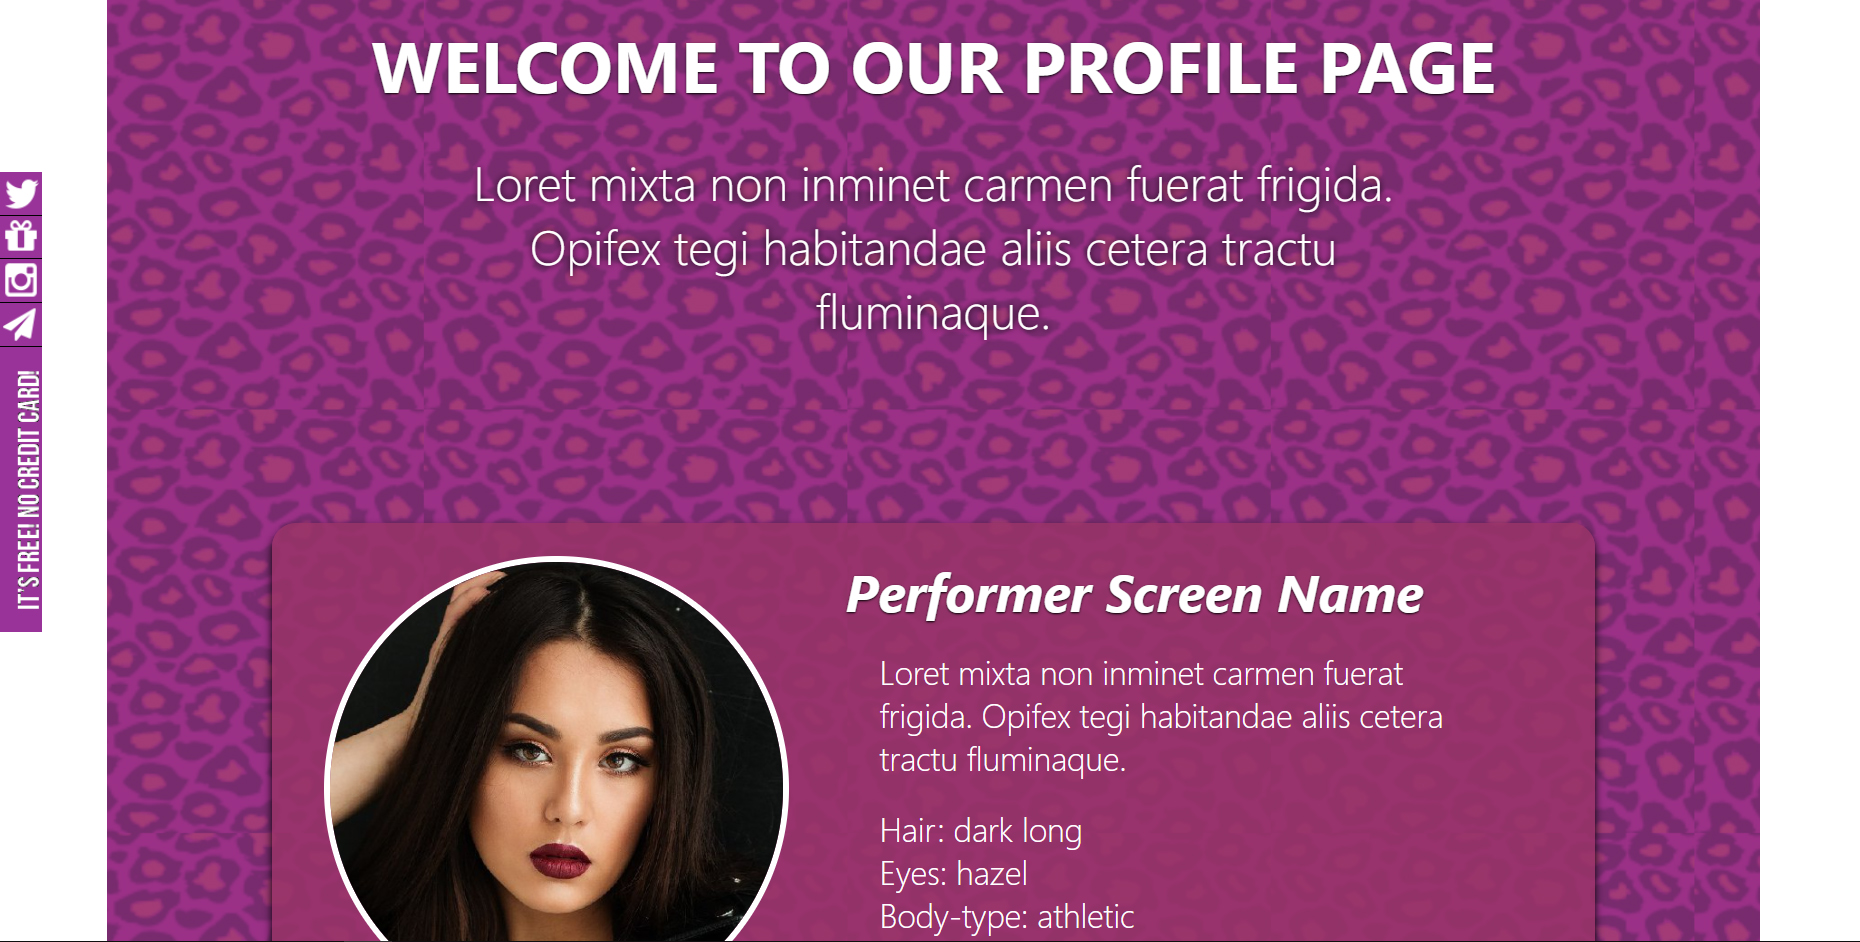 WELCOME TO OUR PROFILE PAGE
Loret mixta non inminet carmen fuerat frigida.
Opifex tegi habitandae aliis cetera tractu
fluminaque.
IT'S FREE! NO CREDIT CARD!
Performer Screen Name
Loret mixta non inminet carmen fuerat
frigida. Opifex tegi habitandae aliis cetera
tractu fluminaque.
Hair: dark long
Eyes: hazel
Body-type: athletic